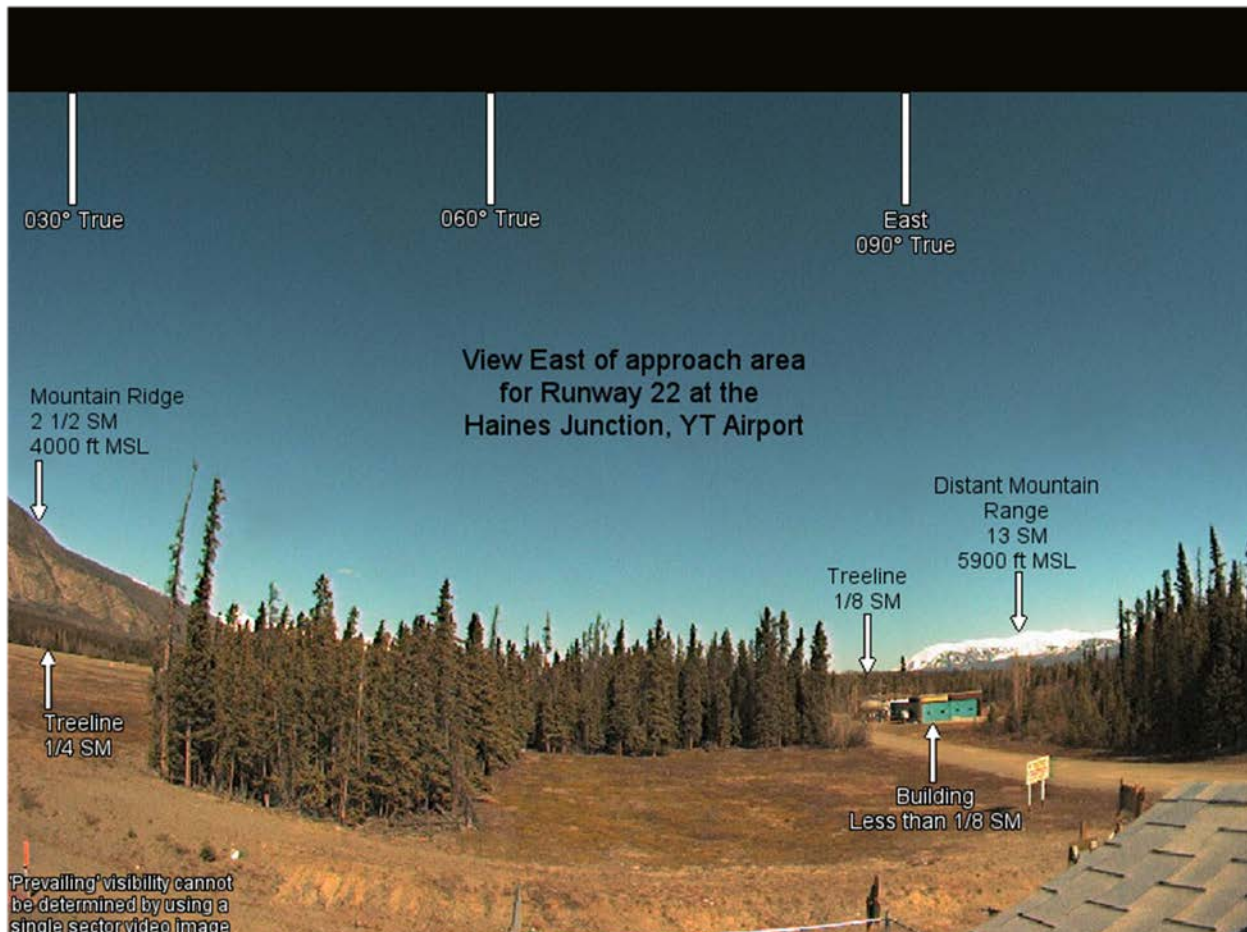 030° True
060° True
East
090° True
View East of approach area
for Runway 22 at the
Haines Junction, YT Airport
Mountain Ridge
2 1/2 SM
4000 ft MSL
Distant Mountain
Range
13 SM
5900 ft MSL
Treeline
1/8 SM
Treeline
1/4 SM
Building
Less than 1/8 SM
'Prevailing' visibility cannot
be determined by using a
single sector video image